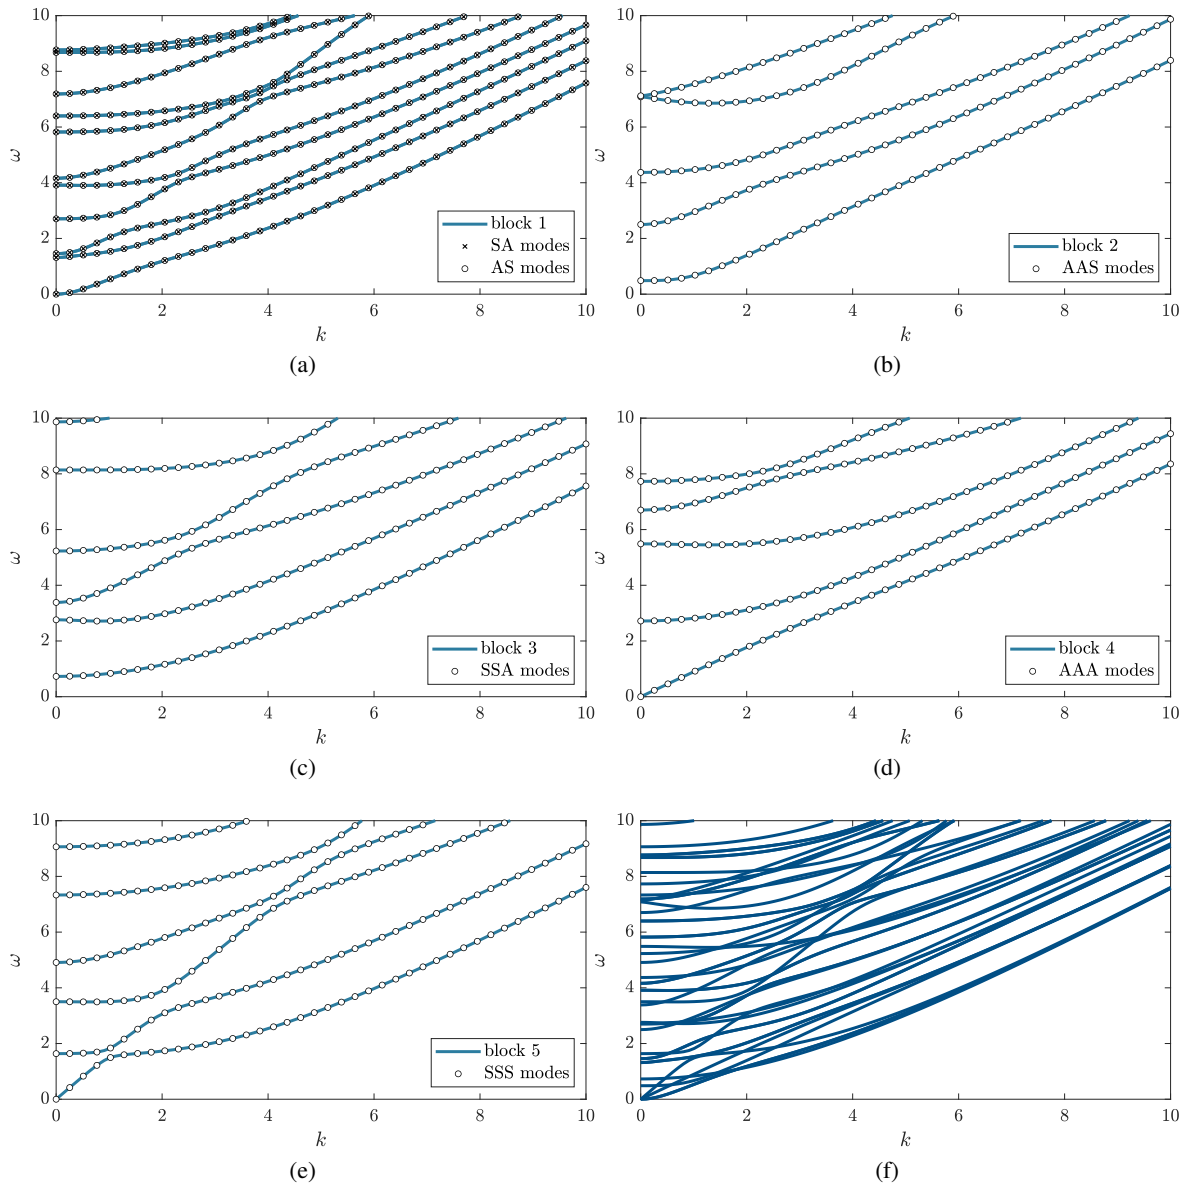 10
8
6
4
2
0
ω
0 2 4 6 8 10
k
block 1
SA modes
AS modes
(a)
10
8
6
4
2
0
ω
0 2 4 6 8 10
k
block 2
AAS modes
(b)
10
8
6
4
2
0
ω
0 2 4 6 8 10
k
block 3
SSA modes
(c)
10
8
6
4
2
0
ω
0 2 4 6 8 10
k
block 4
AAA modes
(d)
10
8
6
4
2
0
ω
0 2 4 6 8 10
k
block 5
SSS modes
(e)
10
8
6
4
2
0
ω
0 2 4 6 8 10
k
(f)